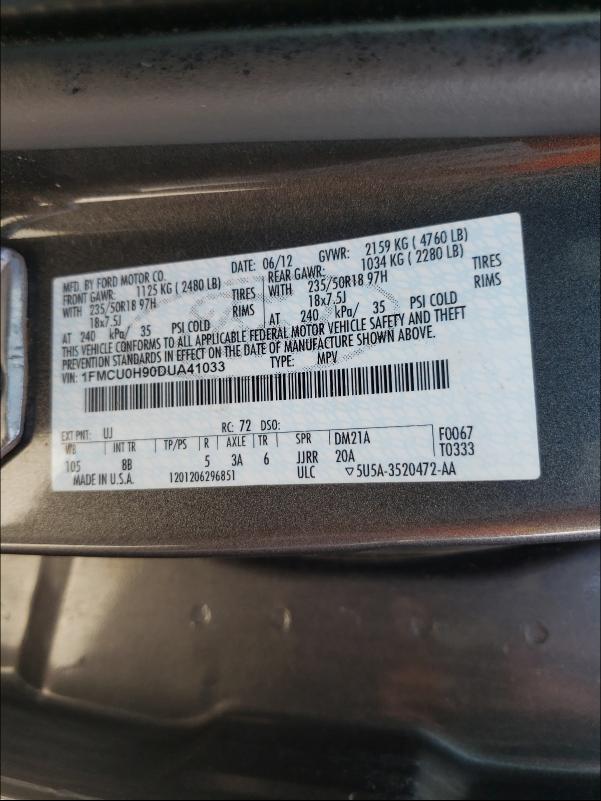 MFD. BY FORD MOTOR CO. DATE: 06/12 GVWR: 2159 KG ( 4760 LB)
FRONT GAWR: 1125 KG ( 2480 LB) REAR GAWR: 1034 KG ( 2280 LB)
WITH 235/50R18 97H TIRES WITH 235/50R18 97H TIRES
18x7.5J RIMS 18x7.5J RIMS
AT 240 kPa/ 35 PSI COLD AT 240 kPa/ 35 PSI COLD
THIS VEHICLE CONFORMS TO ALL APPLICABLE FEDERAL MOTOR VEHICLE SAFETY AND THEFT
PREVENTION STANDARDS IN EFFECT ON THE DATE OF MANUFACTURE SHOWN ABOVE.
VIN: 1FMCU0H90DUA41033 TYPE: MPV
EXT PNT: UJ RC: 72 DSO:
WB INT TR TP/PS R AXLE TR SPR DM21A F0067
105 8B 5 3A 6 JJRR 20A T0333
MADE IN U.S.A. 1201206296851 ULC ▽5U5A-3520472-AA